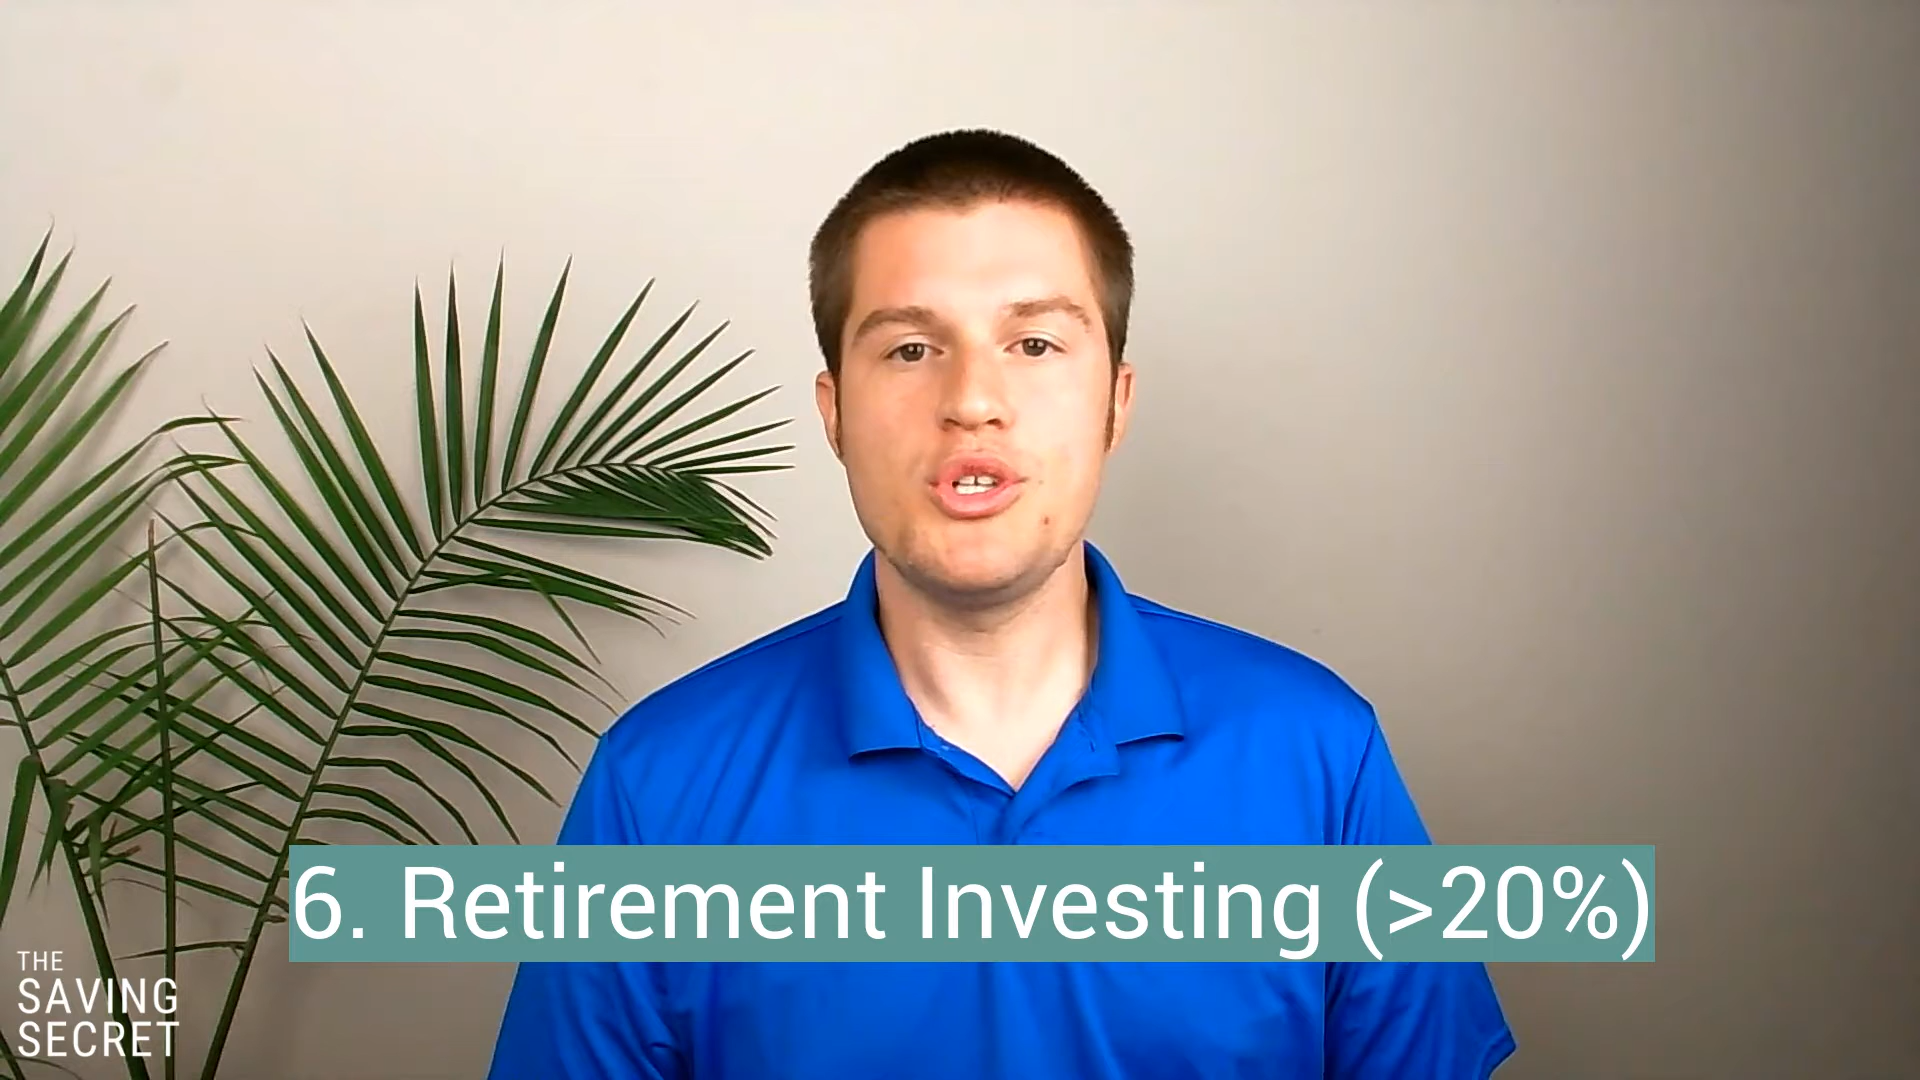 6. Retirement Investing (>20%)
THE
SAVING
SECRET